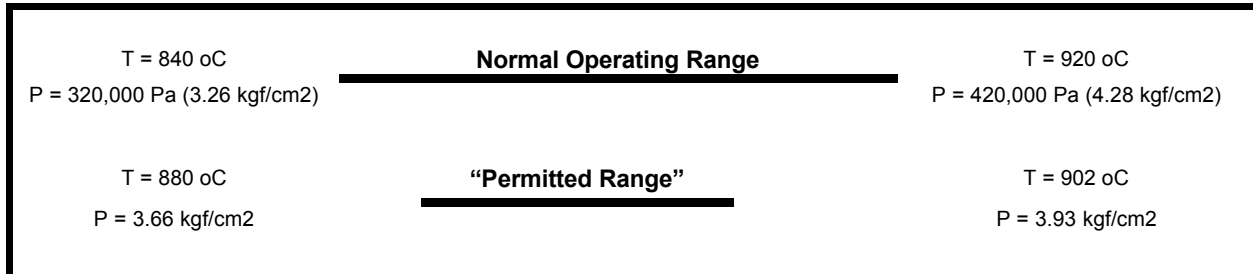 T = 840 oC
Normal Operating Range
T = 920 oC
P = 320,000 Pa (3.26 kgf/cm2)
P = 420,000 Pa (4.28 kgf/cm2)
T = 880 oC
“Permitted Range”
T = 902 oC
P = 3.66 kgf/cm2
P = 3.93 kgf/cm2